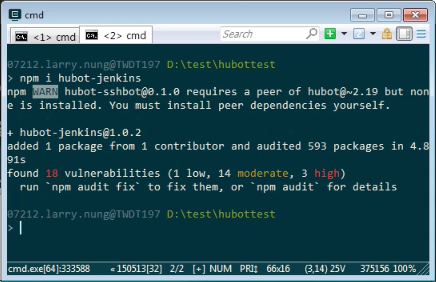 cmd
<1> cmd
<2> cmd
Search
07212.larry.nung@TWDT197 D:\test\hubottest
> npm i hubot-jenkins
npm WARN hubot-sshbot@0.1.0 requires a peer of hubot@~2.19 but non
e is installed. You must install peer dependencies yourself.
+ hubot-jenkins@1.0.2
added 1 package from 1 contributor and audited 593 packages in 4.8
91s
found 18 vulnerabilities (1 low, 14 moderate, 3 high)
run `npm audit fix` to fix them, or `npm audit` for details
07212.larry.nung@TWDT197 D:\test\hubottest
>
cmd.exe[64]:333588 «150513[32] 2/2 [+] NUM PRI‡ 66x16 (3,14) 25V 375156 100%